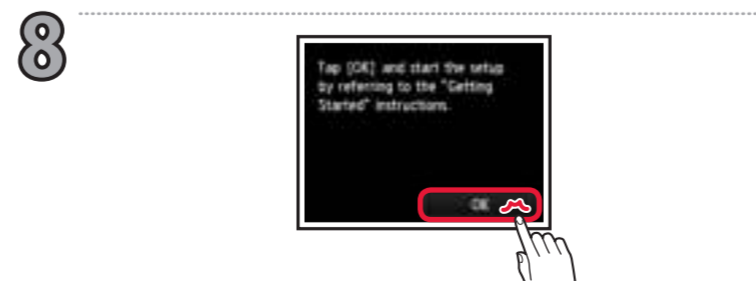 8
Tap [OK] and start the setup
by referring to the "Getting
Started" instructions.
OK